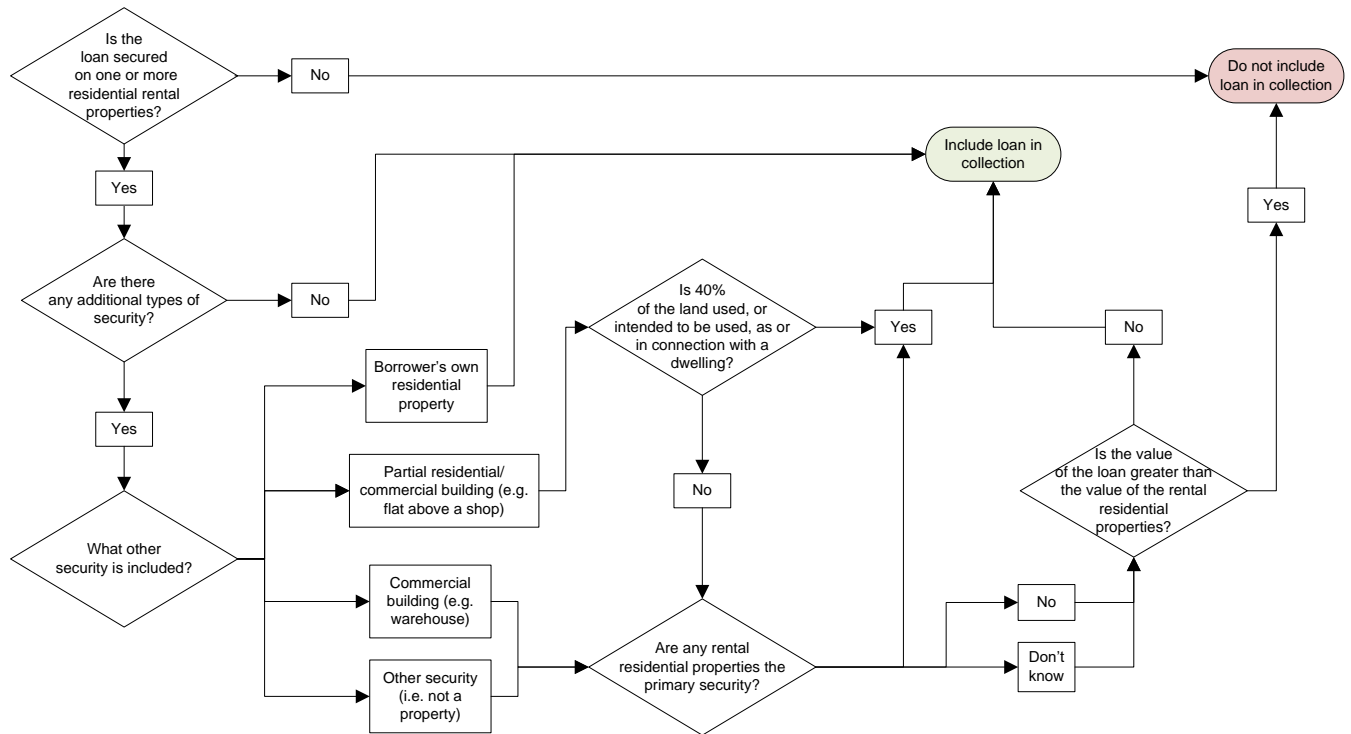 Is the
loan secured
on one or more
residential rental
properties?
No
Do not include
loan in collection
Include loan in
collection
Yes
Yes
Are there
any additional types of
security?
No
Is 40%
of the land used, or
intended to be used, as or
in connection with a
dwelling?
Yes
No
Borrower's own
residential
property
Yes
Partial residential/
commercial building (e.g.
flat above a shop)
No
Is the value
of the loan greater than
the value of the rental
residential
properties?
What other
security is included?
Commercial
building (e.g.
warehouse)
No
Are any rental
residential properties the
primary security?
Don't
know
Other security
(i.e. not a
property)